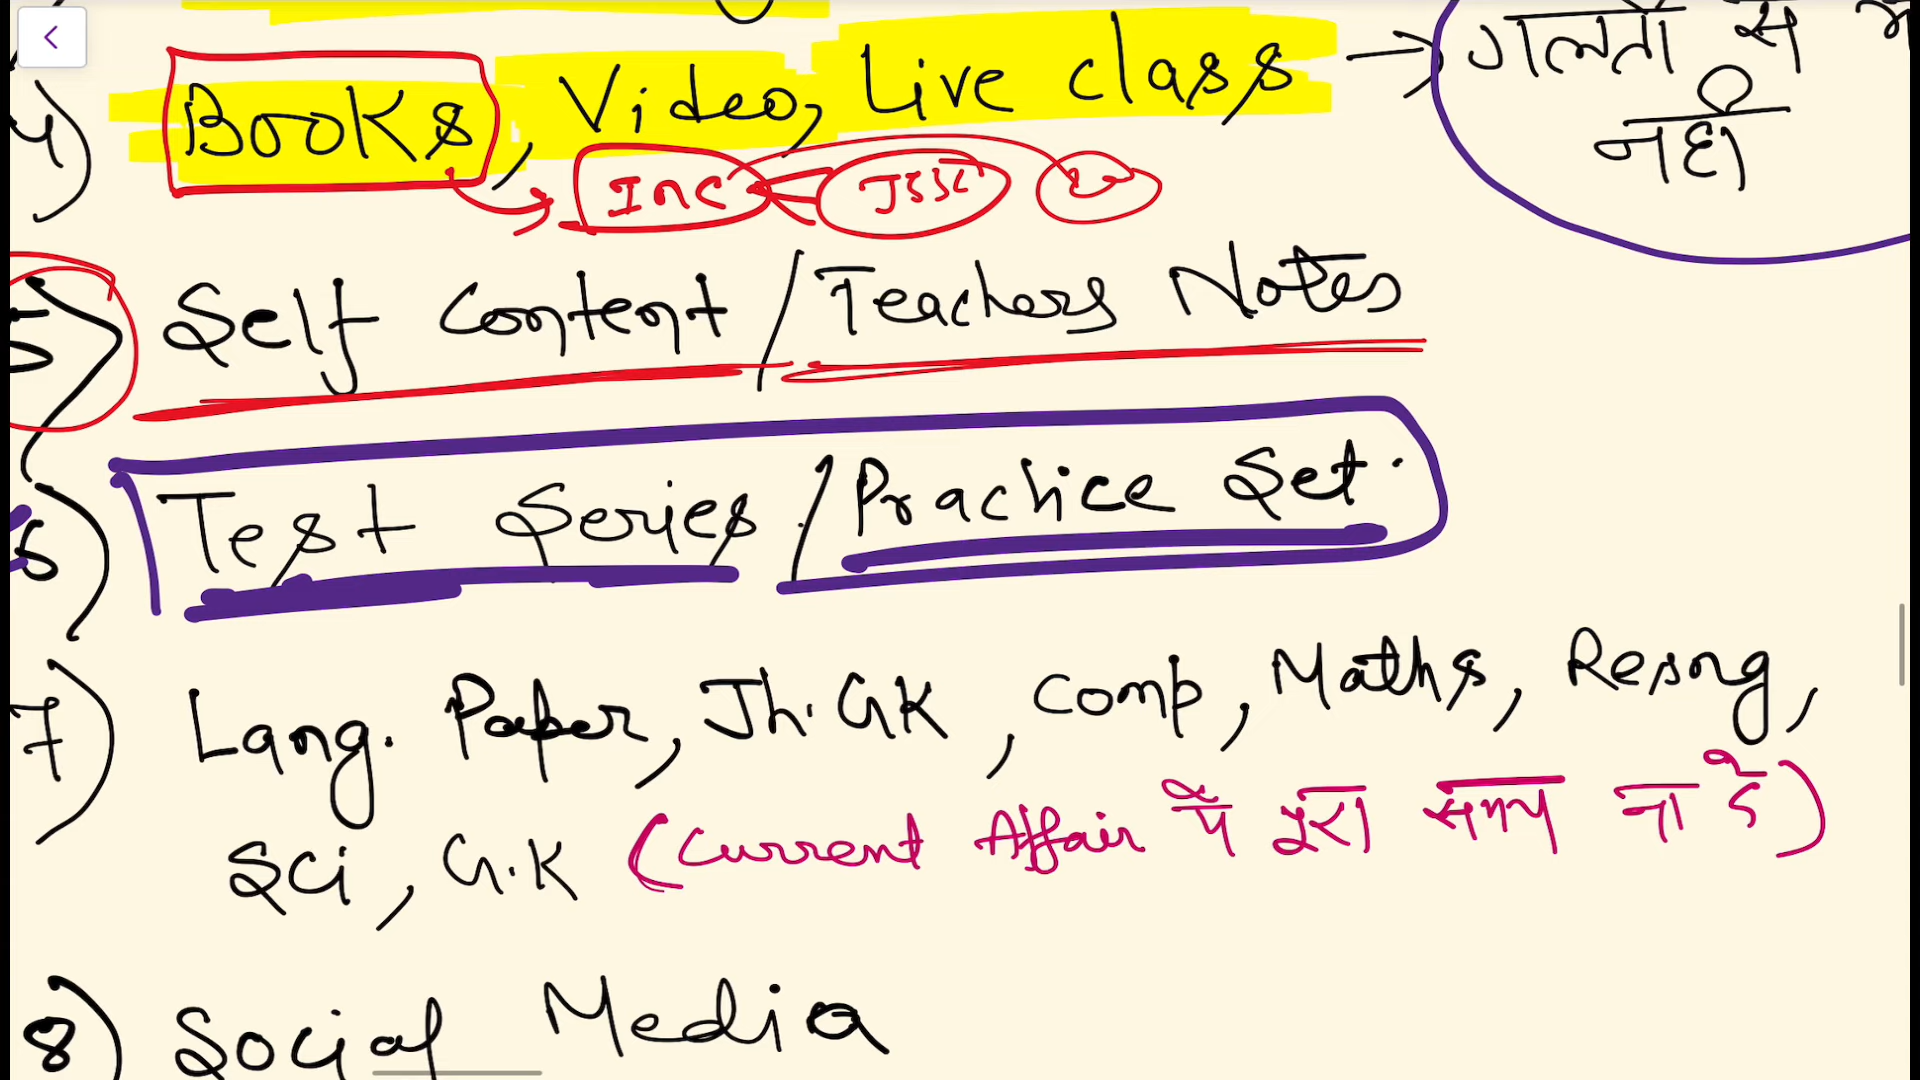 4) Books, Video, Live class → गलती से
नही
Inc JSSC
5) Self Content / Teachers Notes
6) Test Series / Practice Set.
7) Lang. Paper, Jh. GK, Comp, Maths, Resng,
Sci, G.K (Current Affair पे इरा समय ना दे)
8) Social Media